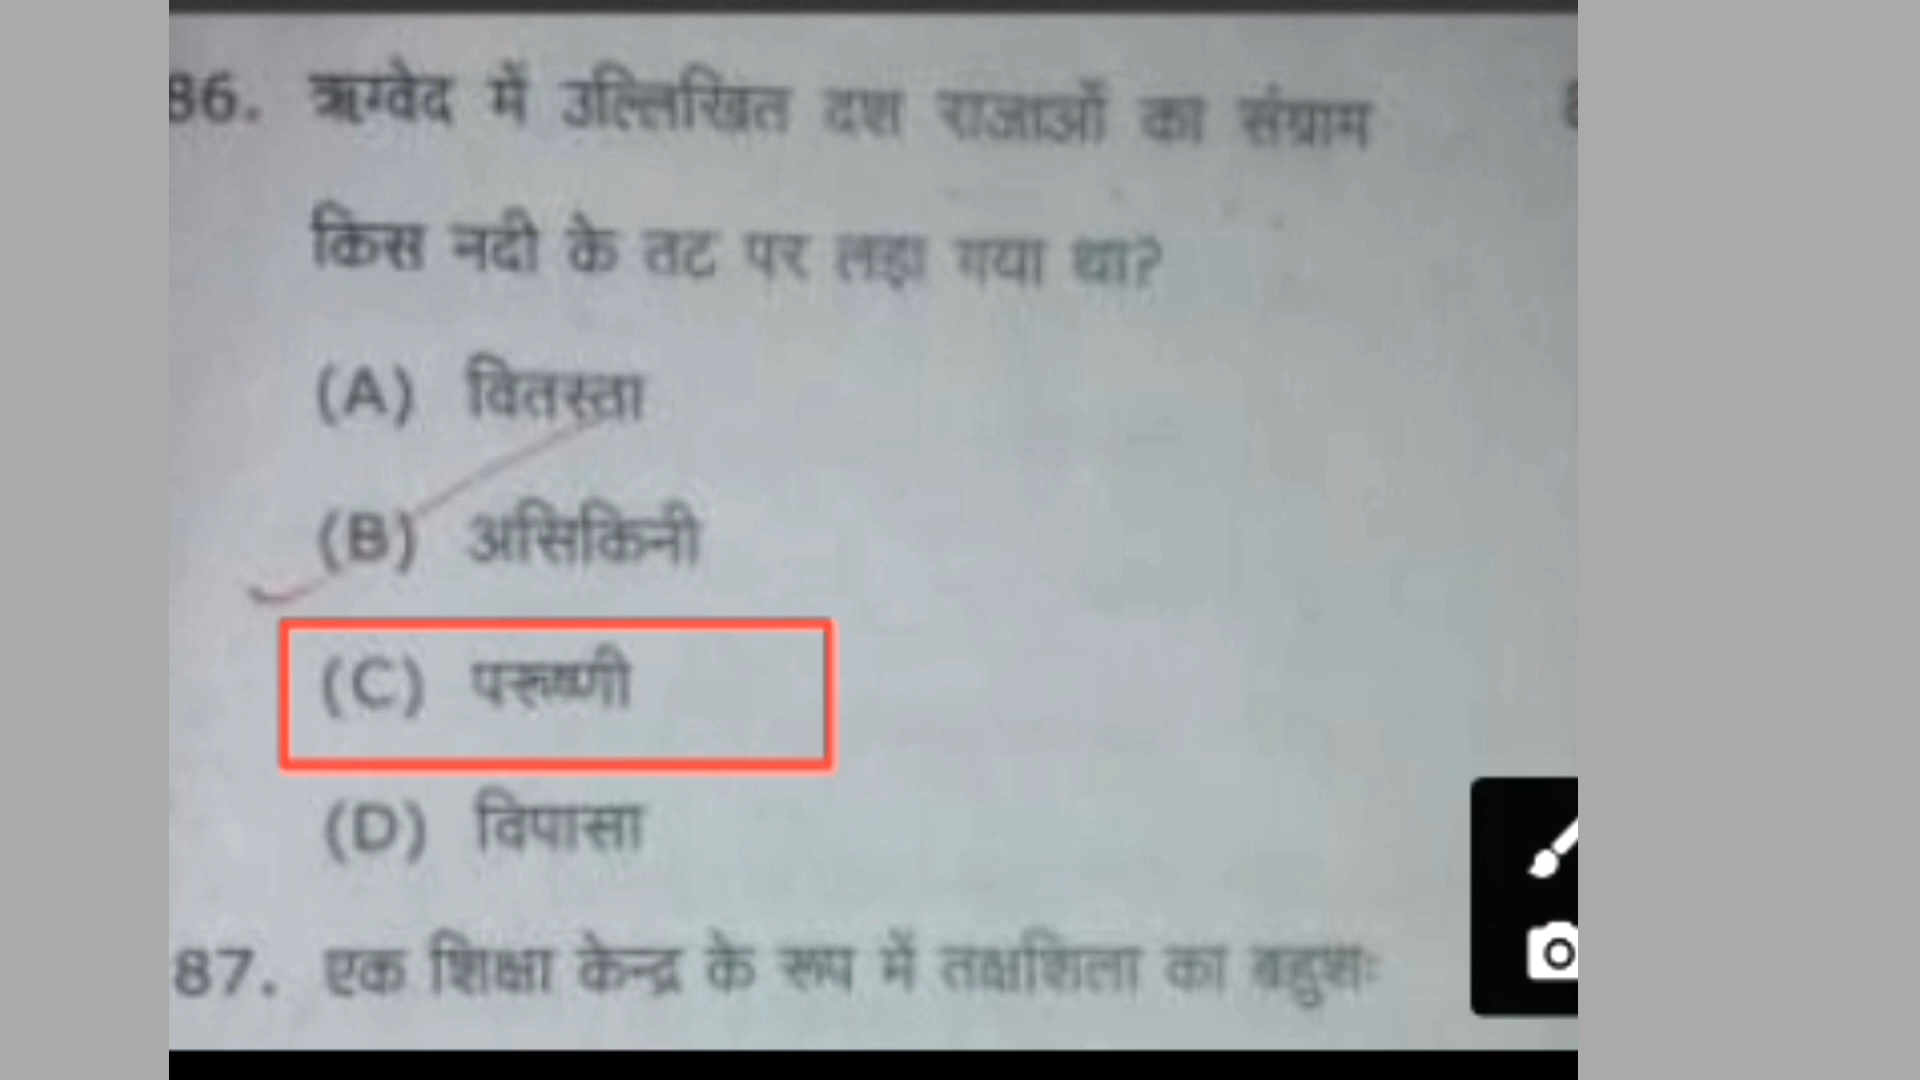 86. ऋग्वेद में उल्लिखित दश राजाओं का संग्राम
किस नदी के तट पर लड़ा गया था?
(A) वितस्ता
(B) असिकिनी
(C) परूष्णी
(D) विपासा
87. एक शिक्षा केन्द्र के रूप में तक्षशिला का बहुशः